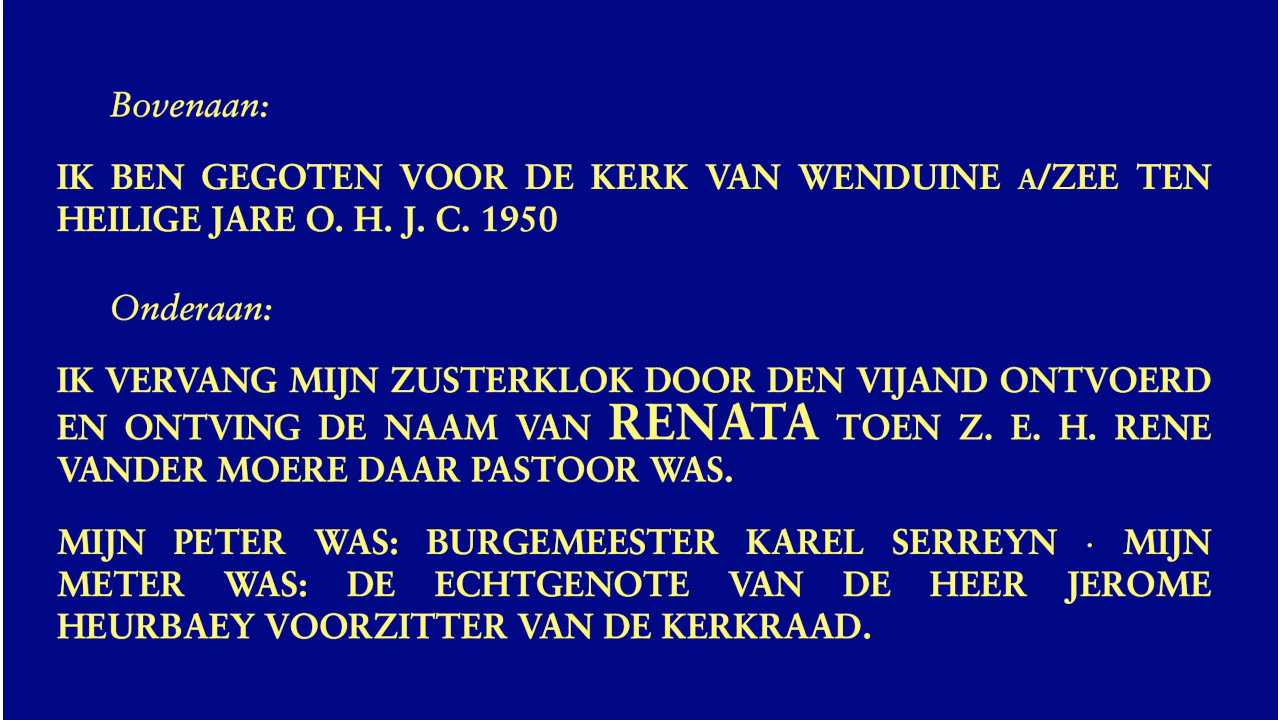 Bovenaan:
IK BEN GEGOTEN VOOR DE KERK VAN WENDUINE A/ZEE TEN
HEILIGE JARE O. H. J. C. 1950
Onderaan:
IK VERVANG MIJN ZUSTERKLOK DOOR DEN VIJAND ONTVOERD
EN ONTVING DE NAAM VAN RENATA TOEN Z. E. H. RENE
VANDER MOERE DAAR PASTOOR WAS.
MIJN PETER WAS: BURGEMEESTER KAREL SERREYN · MIJN
METER WAS: DE ECHTGENOTE VAN DE HEER JEROME
HEURBAEY VOORZITTER VAN DE KERKRAAD.